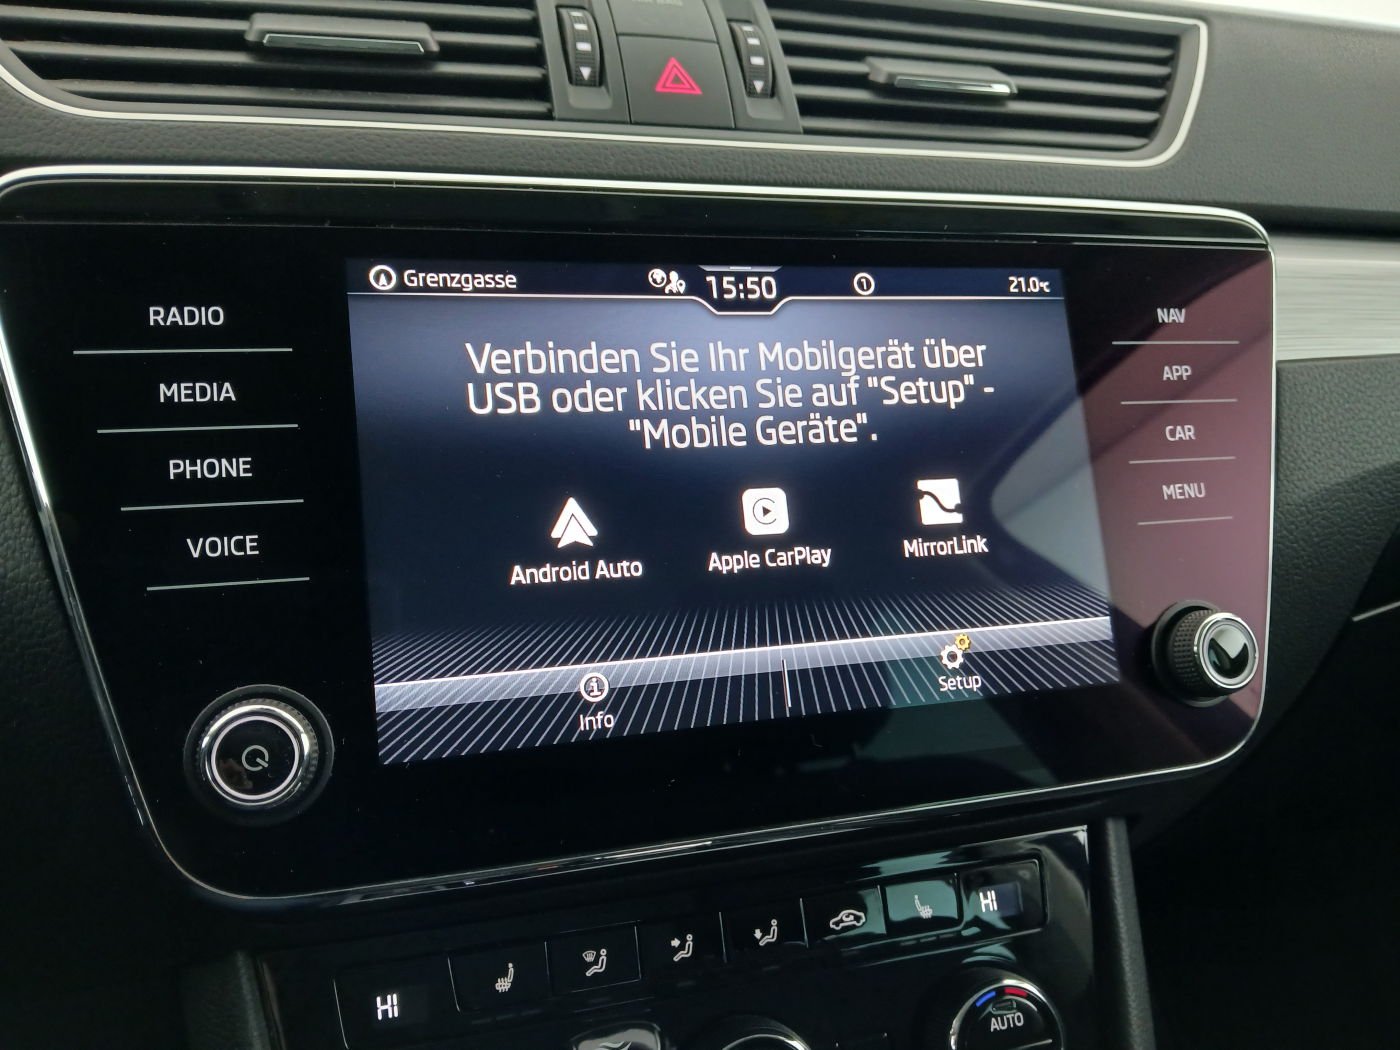 Grenzgasse
15:50
1
21.0°C
RADIO
MEDIA
PHONE
VOICE
Verbinden Sie Ihr Mobilgerät über
USB oder klicken Sie auf "Setup" -
"Mobile Geräte".
Android Auto
Apple CarPlay
MirrorLink
Info
Setup
NAV
APP
CAR
MENU
HI
HI
AUTO